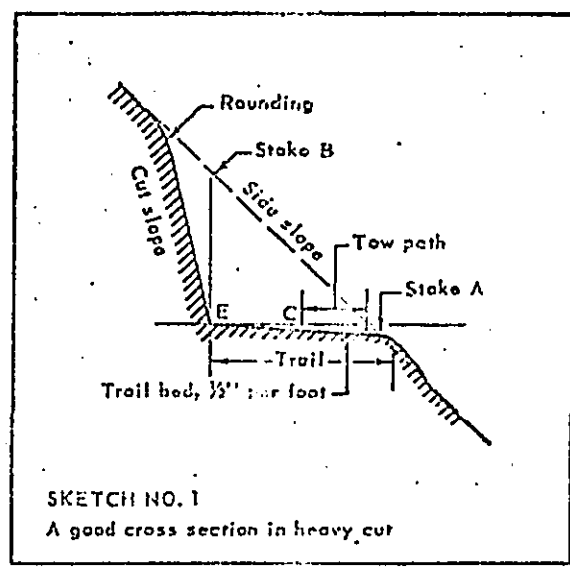 Rounding
Stake B
Cut slope
Side slope
Tow path
Stake A
E
C
Trail
Trail bed, ½" per foot
SKETCH NO. 1
A good cross section in heavy cut